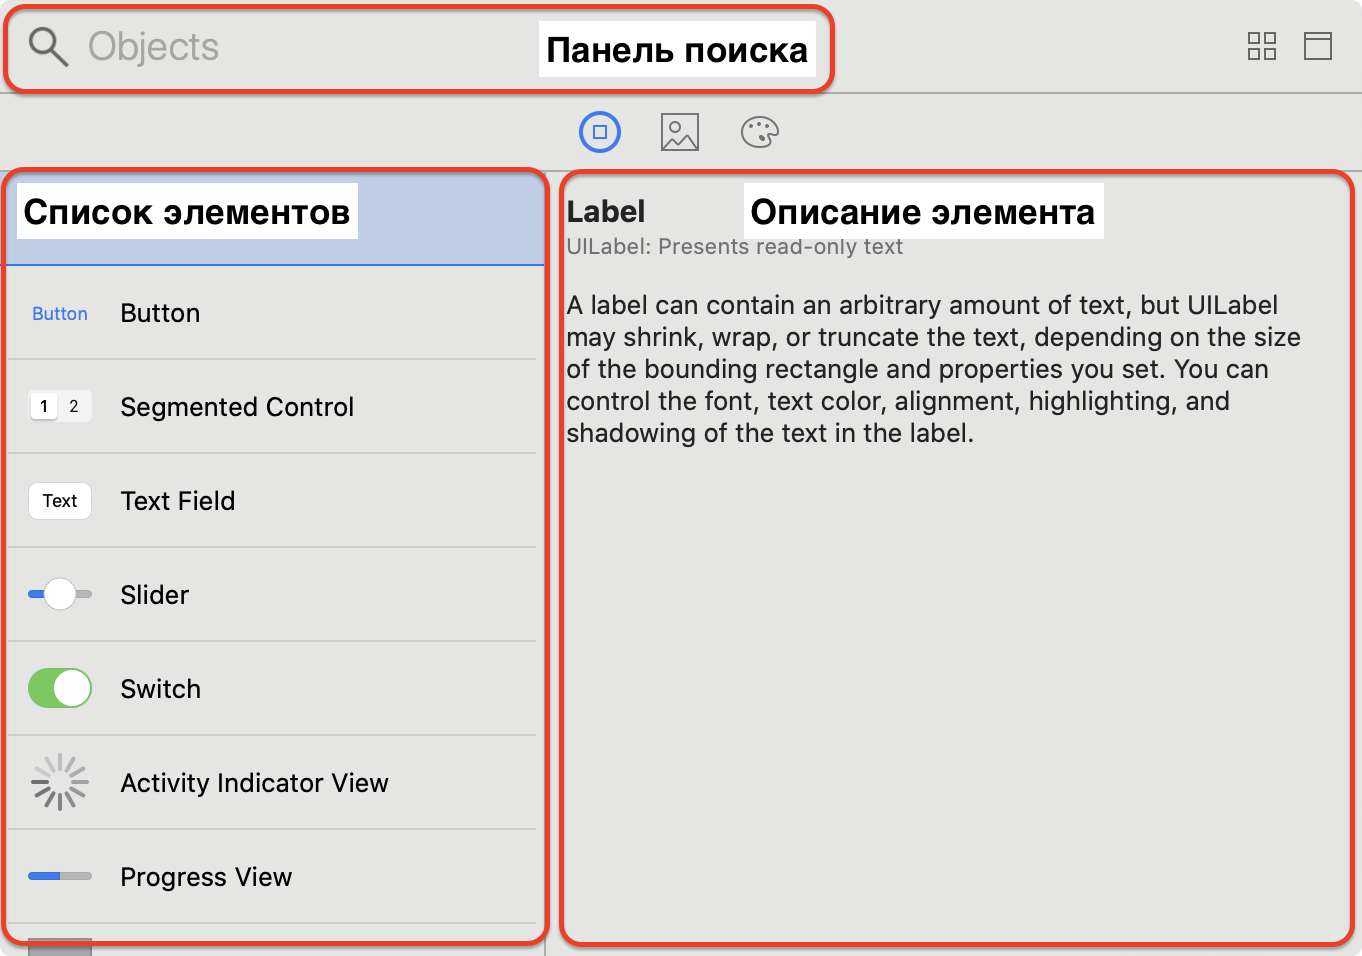 Objects
Панель поиска
Список элементов
Button Button
1 2 Segmented Control
Text Text Field
Slider
Switch
Activity Indicator View
Progress View
Label
Описание элемента
UILabel: Presents read-only text
A label can contain an arbitrary amount of text, but UILabel
may shrink, wrap, or truncate the text, depending on the size
of the bounding rectangle and properties you set. You can
control the font, text color, alignment, highlighting, and
shadowing of the text in the label.